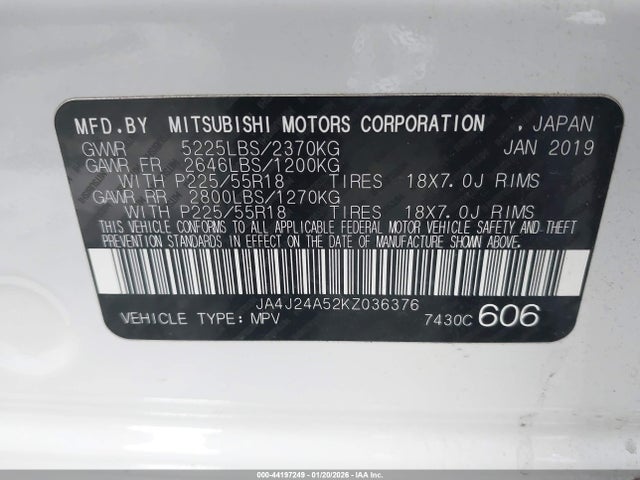 MFD.BY MITSUBISHI MOTORS CORPORATION , JAPAN
GVWR 5225LBS/2370KG JAN 2019
GAWR FR 2646LBS/1200KG
WITH P225/55R18 TIRES 18X7.0J RIMS
GAWR RR 2800LBS/1270KG
WITH P225/55R18 TIRES 18X7.0J RIMS
THIS VEHICLE CONFORMS TO ALL APPLICABLE FEDERAL MOTOR VEHICLE SAFETY AND THEFT
PREVENTION STANDARDS IN EFFECT ON THE DATE OF MANUFACTURE SHOWN ABOVE.
JA4J24A52KZ036376
VEHICLE TYPE: MPV 7430C 606
000-44197249 - 01/20/2026 - IAAI.COM